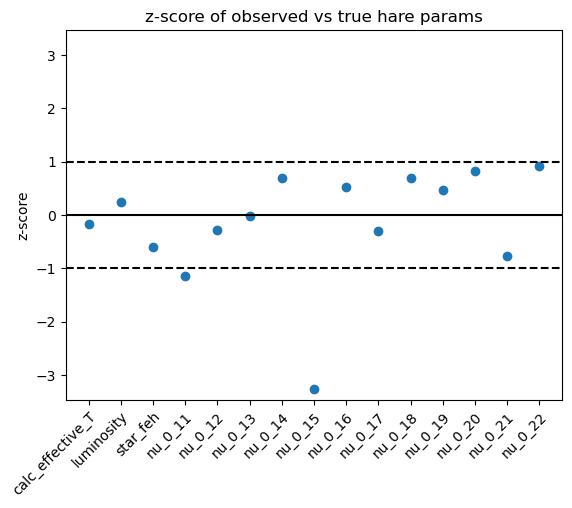 z-score of observed vs true hare params
z-score
3
2
1
0
−1
−2
−3
calc_effective_T
luminosity
star_feh
nu_0_11
nu_0_12
nu_0_13
nu_0_14
nu_0_15
nu_0_16
nu_0_17
nu_0_18
nu_0_19
nu_0_20
nu_0_21
nu_0_22